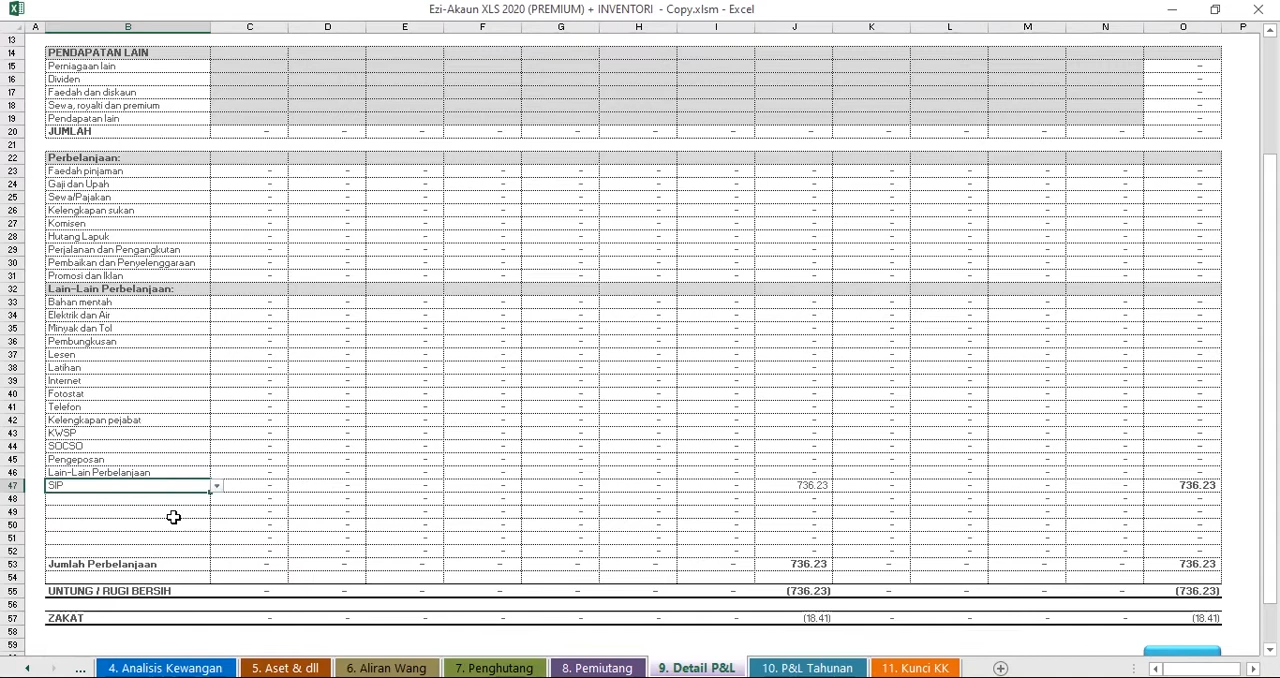 Ezi-Akaun XLS 2020 (PREMIUM) + INVENTORI - Copy.xlsm - Excel
A B C D E F G H I J K L M N O P
13
14 PENDAPATAN LAIN
15 Perniagaan lain –
16 Dividen –
17 Faedah dan diskaun –
18 Sewa, royalti dan premium –
19 Pendapatan lain –
20 JUMLAH – – – – – – – – – – – – –
21
22 Perbelanjaan:
23 Faedah pinjaman – – – – – – – – – – – – –
24 Gaji dan Upah – – – – – – – – – – – – –
25 Sewa/Pajakan – – – – – – – – – – – – –
26 Kelengkapan sukan – – – – – – – – – – – – –
27 Komisen – – – – – – – – – – – – –
28 Hutang Lapuk – – – – – – – – – – – – –
29 Perjalanan dan Pengangkutan – – – – – – – – – – – – –
30 Pembaikan dan Penyelenggaraan – – – – – – – – – – – – –
31 Promosi dan Iklan – – – – – – – – – – – – –
32 Lain-Lain Perbelanjaan:
33 Bahan mentah – – – – – – – – – – – – –
34 Elektrik dan Air – – – – – – – – – – – – –
35 Minyak dan Tol – – – – – – – – – – – – –
36 Pembungkusan – – – – – – – – – – – – –
37 Lesen – – – – – – – – – – – – –
38 Latihan – – – – – – – – – – – – –
39 Internet – – – – – – – – – – – – –
40 Fotostat – – – – – – – – – – – – –
41 Telefon – – – – – – – – – – – – –
42 Kelengkapan pejabat – – – – – – – – – – – – –
43 KWSP – – – – – – – – – – – – –
44 SOCSO – – – – – – – – – – – – –
45 Pengeposan – – – – – – – – – – – – –
46 Lain-Lain Perbelanjaan – – – – – – – – – – – – –
47 SIP – – – – – – – 736.23 – – – – 736.23
48 – – – – – – – – – – – – –
49 – – – – – – – – – – – – –
50 – – – – – – – – – – – – –
51 – – – – – – – – – – – – –
52 – – – – – – – – – – – – –
53 Jumlah Perbelanjaan – – – – – – – 736.23 – – – – 736.23
54
55 UNTUNG / RUGI BERSIH – – – – – – – (736.23) – – – – (736.23)
56
57 ZAKAT – – – – – – – (18.41) – – – – (18.41)
58
59
... 4. Analisis Kewangan 5. Aset & dll 6. Aliran Wang 7. Penghutang 8. Pemiutang 9. Detail P&L 10. P&L Tahunan 11. Kunci KK